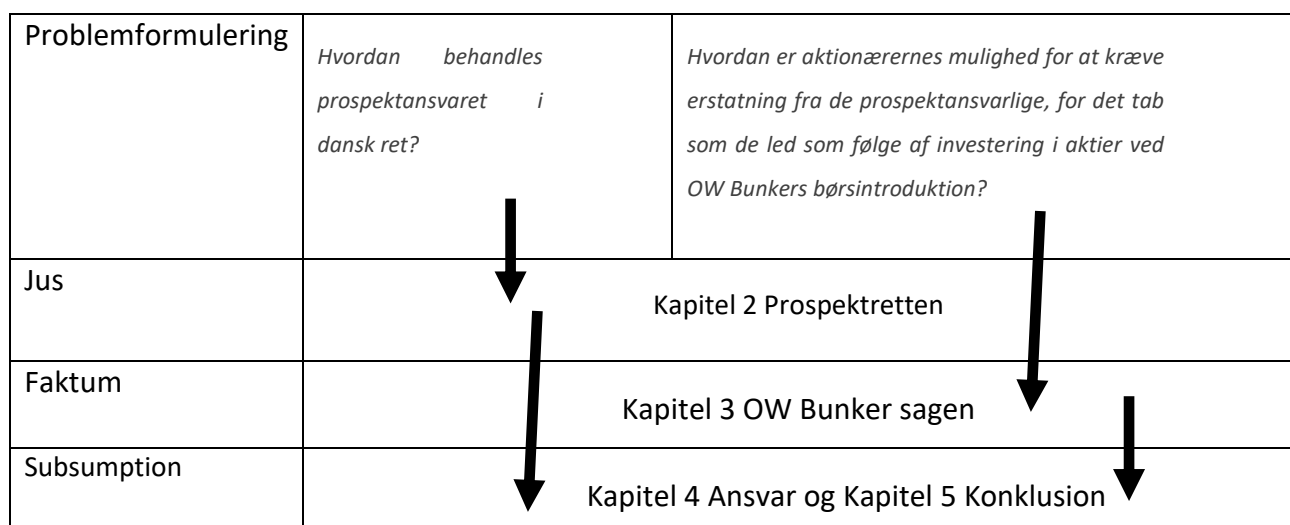 Problemformulering
Hvordan behandles
prospektansvaret i
dansk ret?
Hvordan er aktionærernes mulighed for at kræve
erstatning fra de prospektansvarlige, for det tab
som de led som følge af investering i aktier ved
OW Bunkers børsintroduktion?
Jus
Kapitel 2 Prospektretten
Faktum
Kapitel 3 OW Bunker sagen
Subsumption
Kapitel 4 Ansvar og Kapitel 5 Konklusion